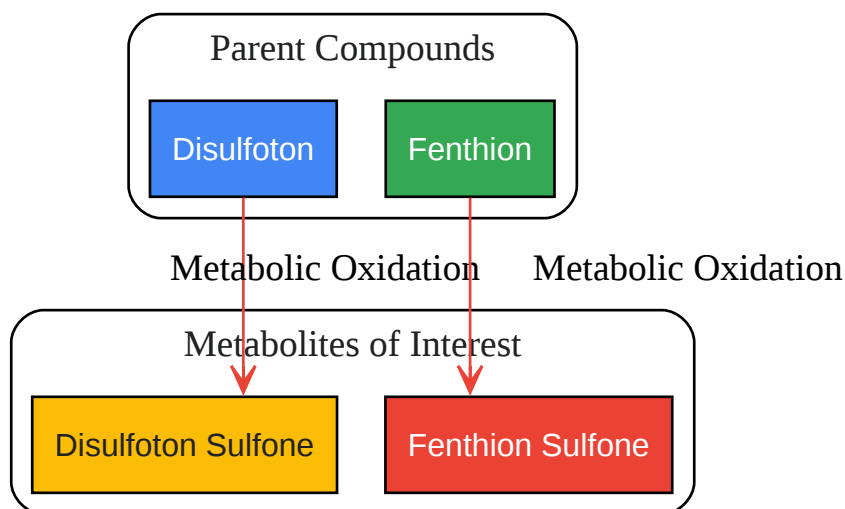 Parent Compounds
Disulfoton
Fenthion
Metabolic Oxidation
Metabolic Oxidation
Metabolites of Interest
Disulfoton Sulfone
Fenthion Sulfone